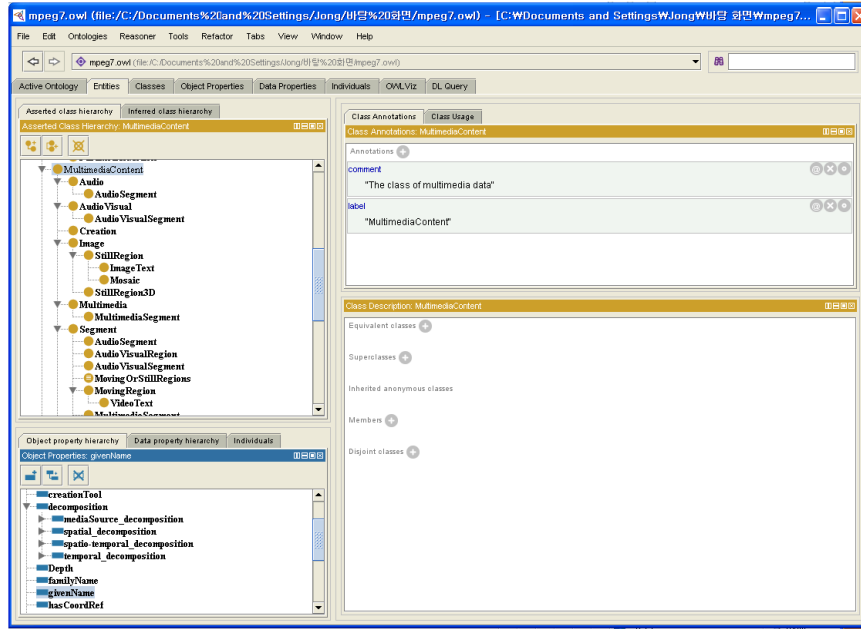 mpeg7.owl (file:/C:/Documents%20and%20Settings/Jong/바탕%20화면/mpeg7.owl) – [C:₩Documents and Settings₩Jong₩바탕 화면₩mpeg7...
File Edit Ontologies Reasoner Tools Refactor Tabs View Window Help
mpeg7.owl (file:/C:/Documents%20and%20Settings/Jong/바탕%20화면/mpeg7.owl)
Active Ontology Entities Classes Object Properties Data Properties Individuals OWLViz DL Query
Asserted class hierarchy Inferred class hierarchy
Asserted Class Hierarchy: MultimediaContent
MultimediaContent
Audio
AudioSegment
AudioVisual
AudioVisualSegment
Creation
Image
StillRegion
ImageText
Mosaic
StillRegion3D
Multimedia
MultimediaSegment
Segment
AudioSegment
AudioVisualRegion
AudioVisualSegment
MovingOrStillRegions
MovingRegion
VideoText
MultimediaSegment
Object property hierarchy Data property hierarchy Individuals
Object Properties: givenName
creationTool
decomposition
mediaSource_decomposition
spatial_decomposition
spatio-temporal_decomposition
temporal_decomposition
Depth
familyName
givenName
hasCoordRef
Class Annotations Class Usage
Class Annotations: MultimediaContent
Annotations
comment
"The class of multimedia data"
label
"MultimediaContent"
Class Description: MultimediaContent
Equivalent classes
Superclasses
Inherited anonymous classes
Members
Disjoint classes